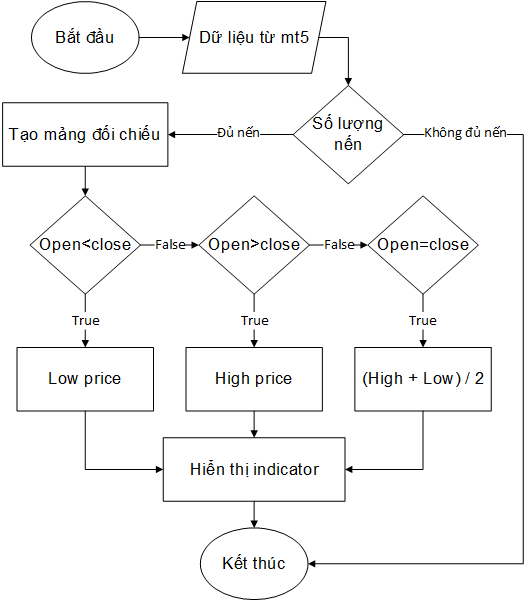 Bắt đầu
Dữ liệu từ mt5
Số lượng
nến
Đủ nến
Không đủ nến
Tạo mảng đối chiếu
Open<close
False
Open>close
False
Open=close
True
True
True
Low price
High price
(High + Low) / 2
Hiển thị indicator
Kết thúc